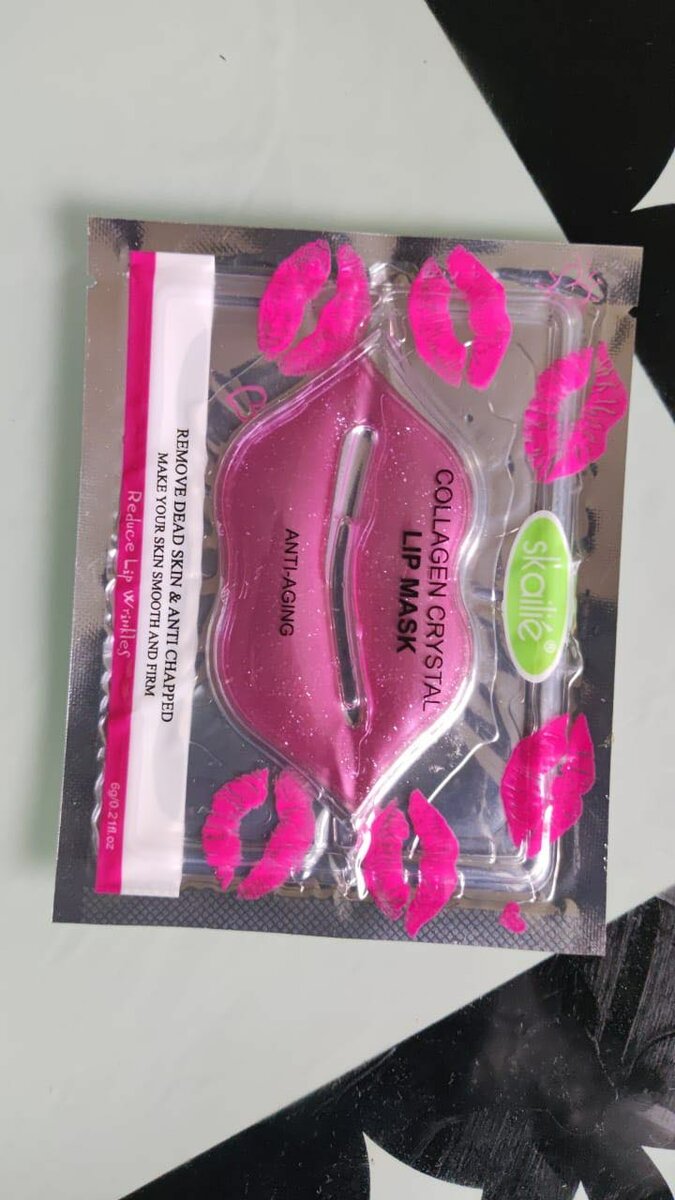 skaité®
COLLAGEN CRYSTAL
LIP MASK
ANTI-AGING
REMOVE DEAD SKIN & ANTI CHAPPED
MAKE YOUR SKIN SMOOTH AND FIRM
Reduce Lip Wrinkles
6g/0.21fl.oz